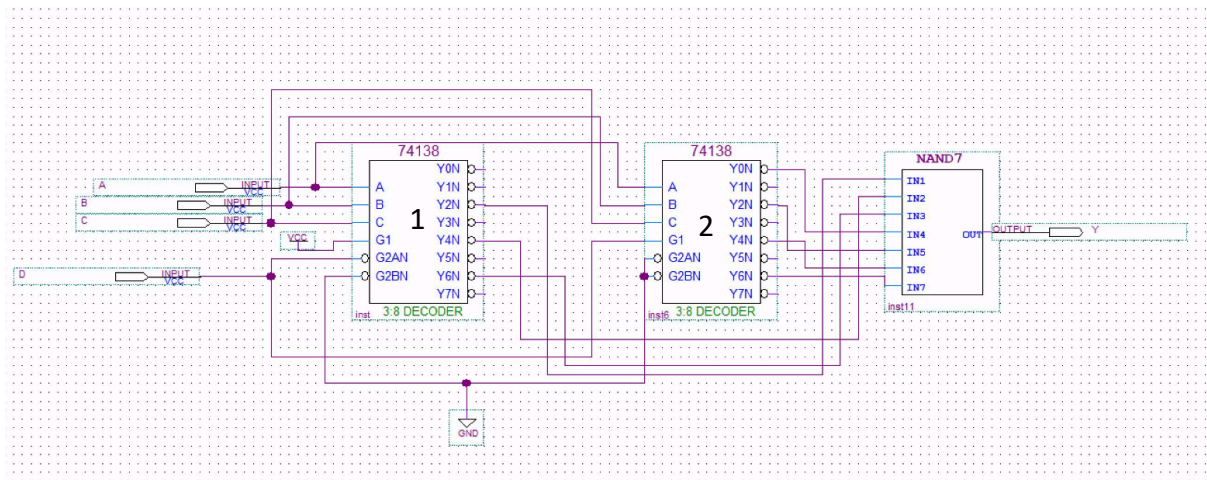 A
INPUT
VCC
B
INPUT
VCC
C
INPUT
VCC
VCC
D
INPUT
VCC
74138
A
B
C
G1
G2AN
G2BN
1
Y0N
Y1N
Y2N
Y3N
Y4N
Y5N
Y6N
Y7N
inst
3:8 DECODER
GND
74138
A
B
C
G1
G2AN
G2BN
2
Y0N
Y1N
Y2N
Y3N
Y4N
Y5N
Y6N
Y7N
inst6
3:8 DECODER
NAND7
IN1
IN2
IN3
IN4
IN5
IN6
IN7
OUT
inst11
OUTPUT
Y